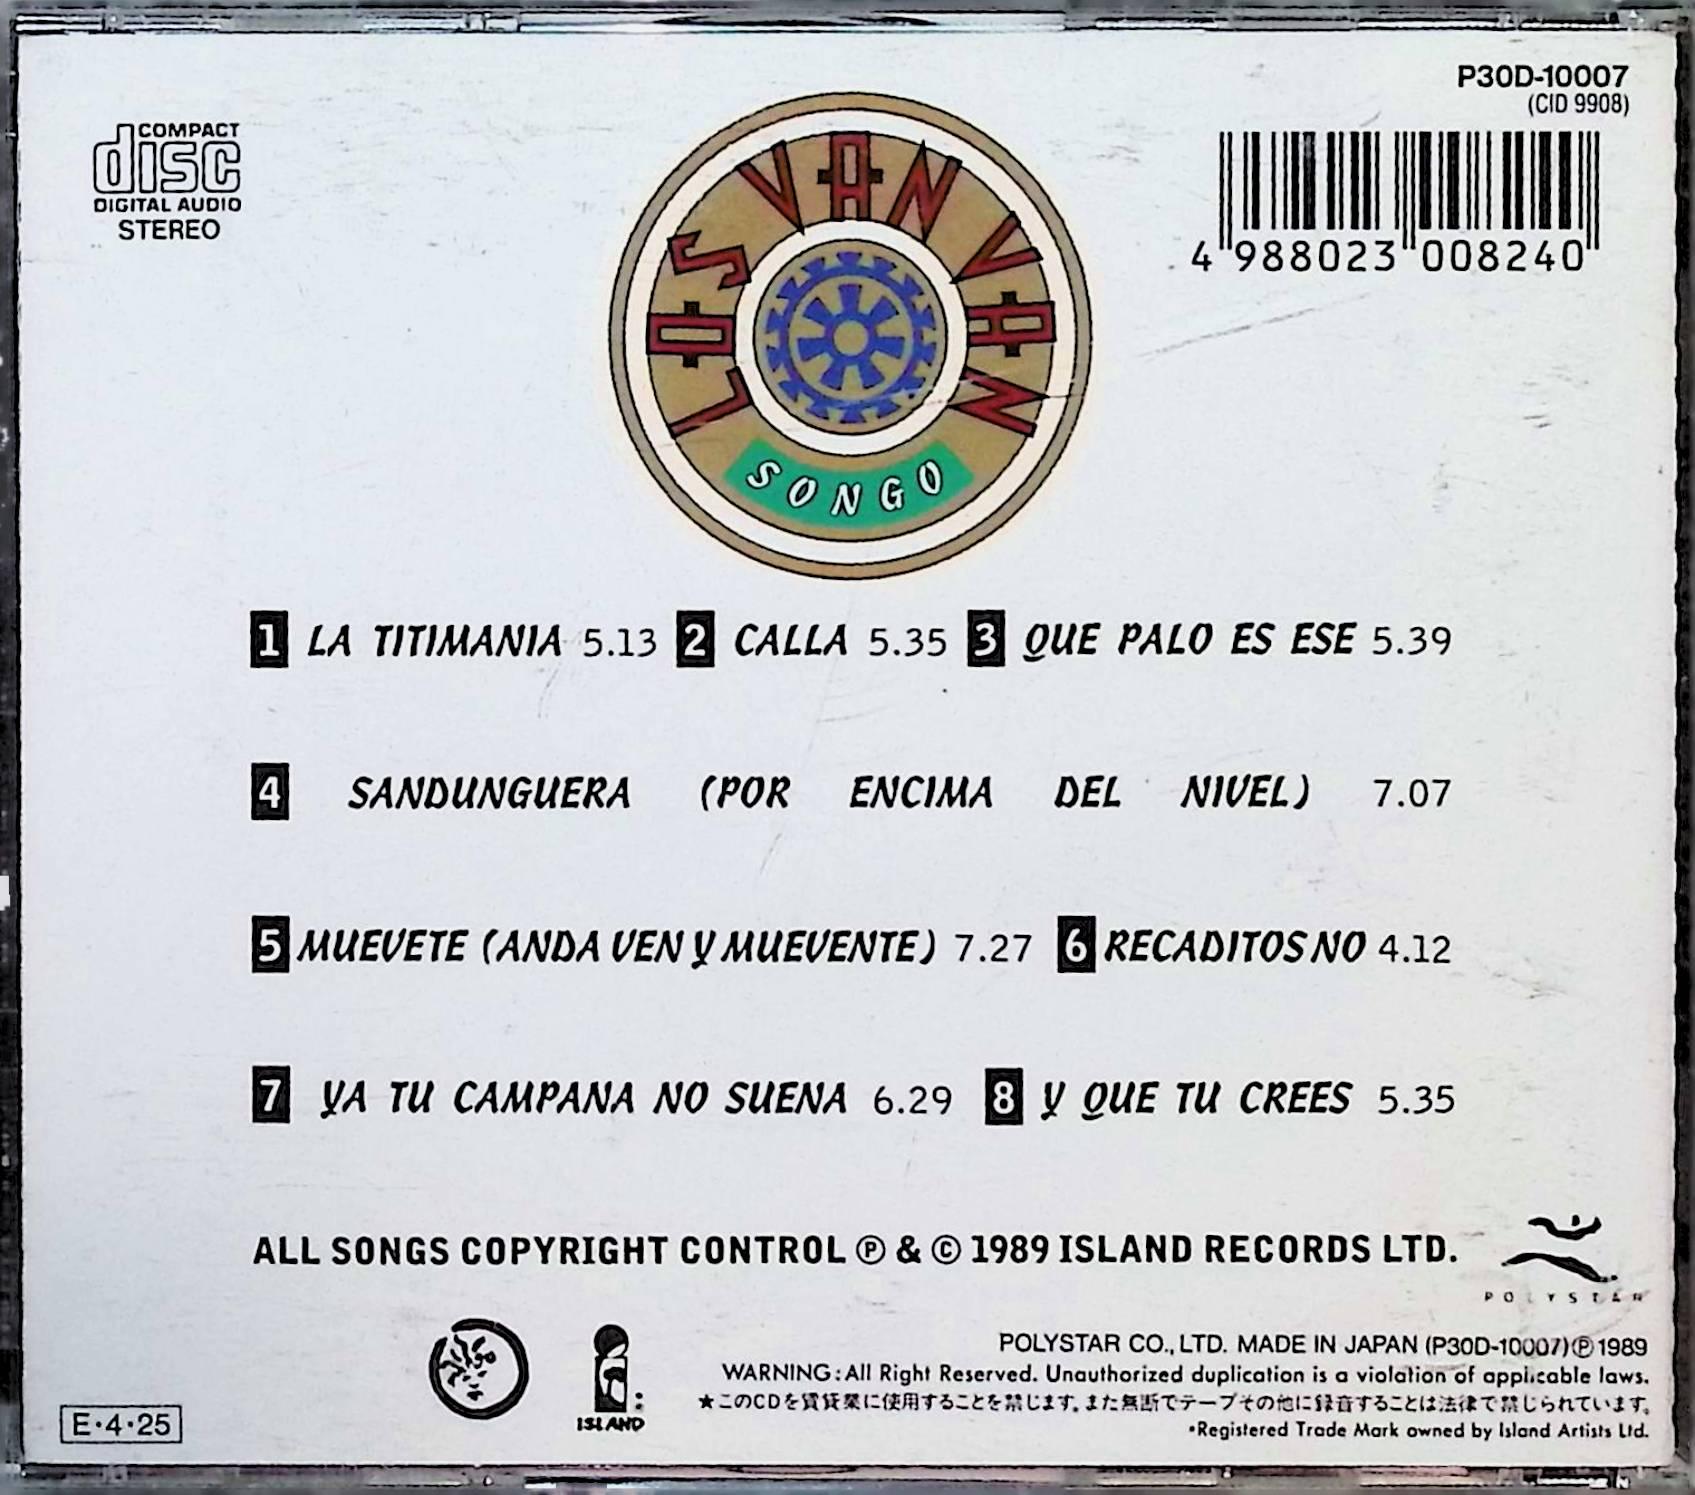 P30D-10007
(CID 9908)
COMPACT
disc
DIGITAL AUDIO
STEREO
4 988023 008240
LOS VAN VAN
SONGO
1 LA TITIMANIA 5.13 2 CALLA 5.35 3 QUE PALO ES ESE 5.39
4 SANDUNGUERA (POR ENCIMA DEL NIVEL) 7.07
5 MUEVETE (ANDA VEN Y MUEVENTE) 7.27 6 RECADITOS NO 4.12
7 YA TU CAMPANA NO SUENA 6.29 8 Y QUE TU CREES 5.35
ALL SONGS COPYRIGHT CONTROL Ⓟ & © 1989 ISLAND RECORDS LTD.
POLYSTAR
ISLAND
POLYSTAR CO., LTD. MADE IN JAPAN (P30D-10007)Ⓟ1989
WARNING: All Right Reserved. Unauthorized duplication is a violation of applicable laws.
★このCDを賃貸業に使用することを禁じます。また無断でテープその他に録音することは法律で禁じられています。
•Registered Trade Mark owned by Island Artists Ltd.
E•4•25